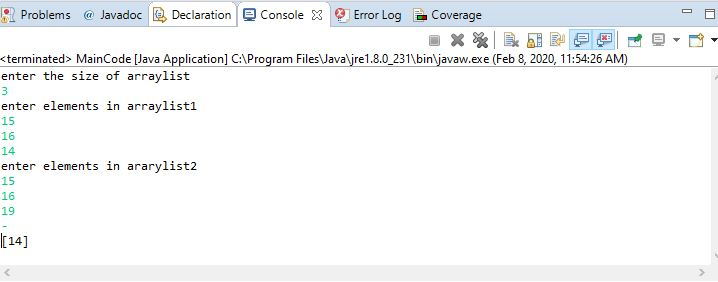 Problems @ Javadoc Declaration Console Error Log Coverage
<terminated> MainCode [Java Application] C:\Program Files\Java\jre1.8.0_231\bin\javaw.exe (Feb 8, 2020, 11:54:26 AM)
enter the size of arraylist
3
enter elements in arraylist1
15
16
14
enter elements in ararylist2
15
16
19
-
[14]